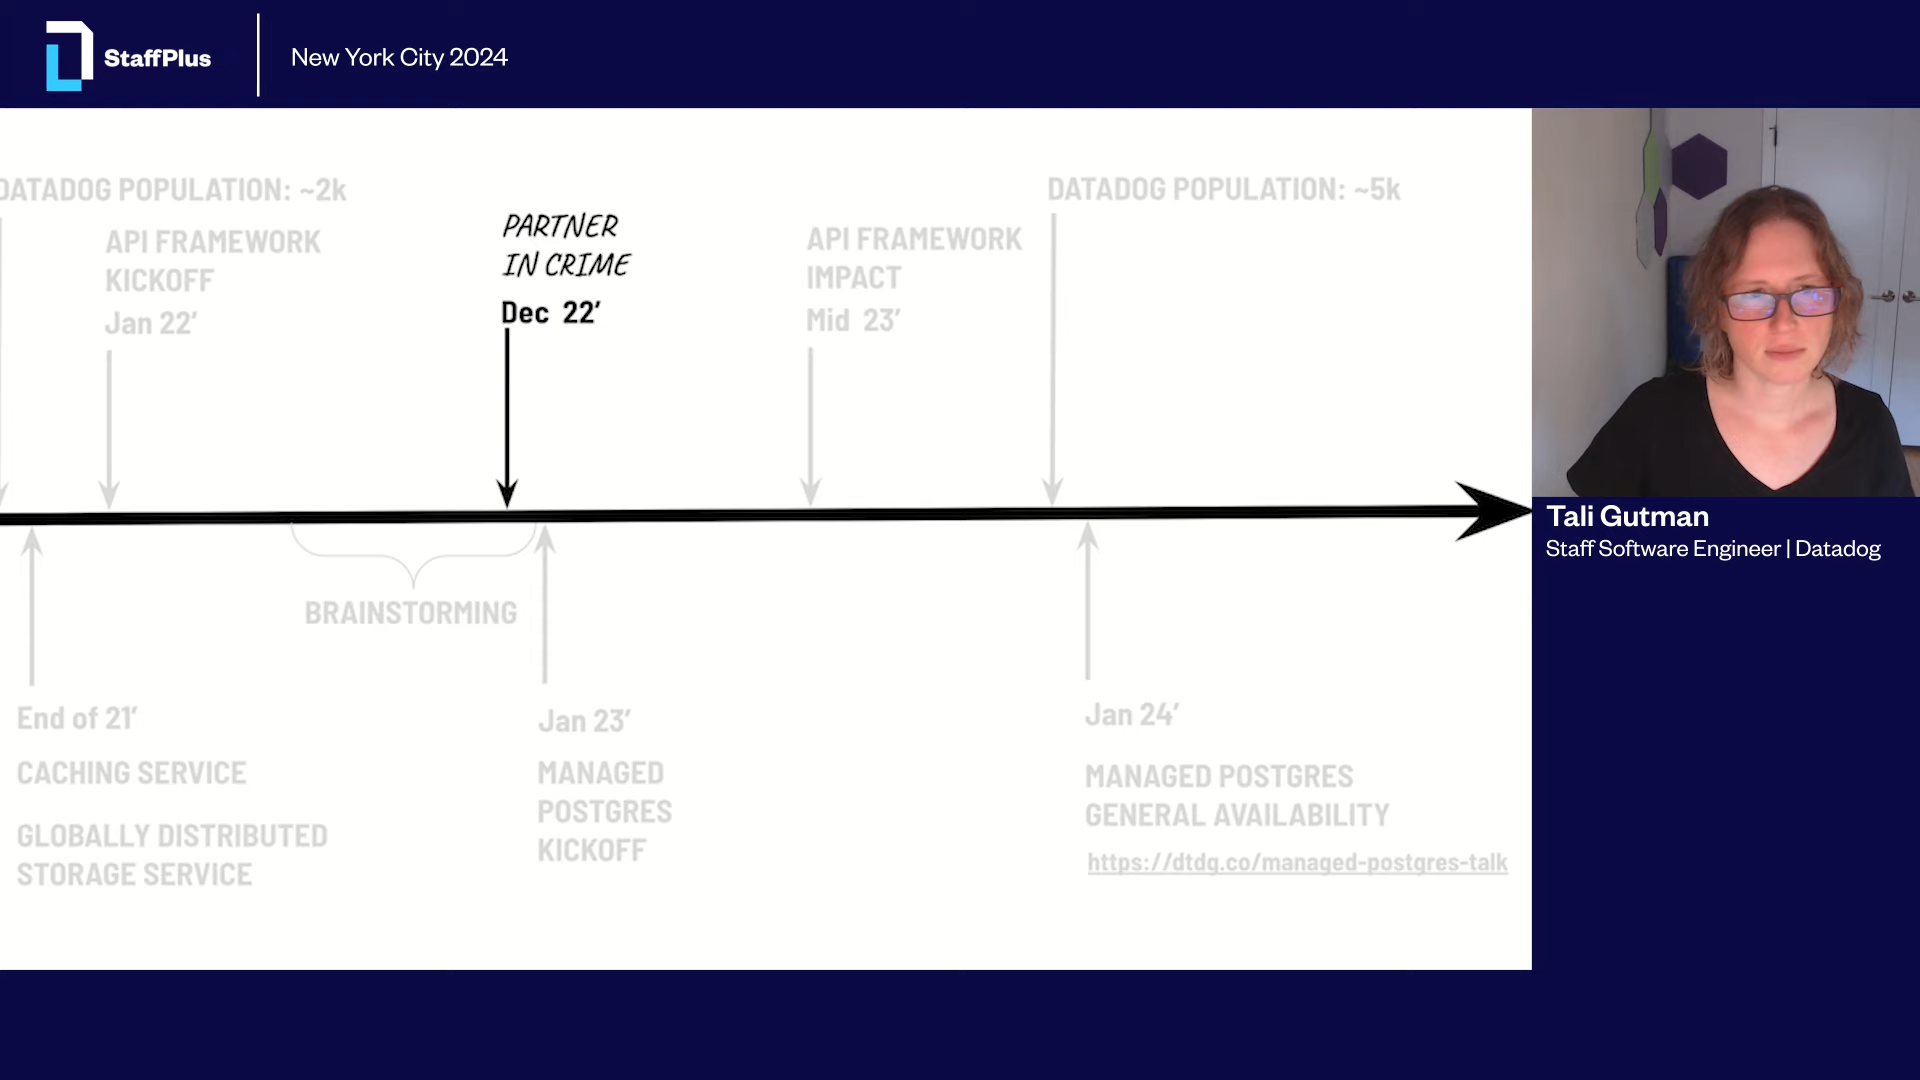 StaffPlus
New York City 2024
DATADOG POPULATION: ~2k
API FRAMEWORK
KICKOFF
Jan 22’
PARTNER
IN CRIME
Dec 22’
API FRAMEWORK
IMPACT
Mid 23’
DATADOG POPULATION: ~5k
BRAINSTORMING
End of 21’
CACHING SERVICE
GLOBALLY DISTRIBUTED
STORAGE SERVICE
Jan 23’
MANAGED
POSTGRES
KICKOFF
Jan 24’
MANAGED POSTGRES
GENERAL AVAILABILITY
https://dtdg.co/managed-postgres-talk
Tali Gutman
Staff Software Engineer | Datadog